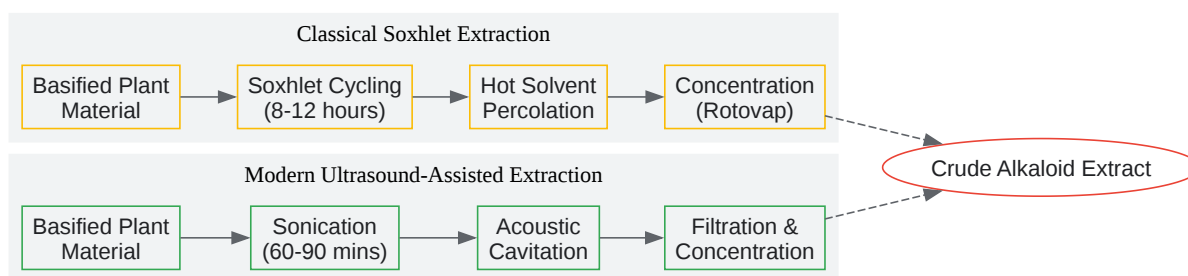 Classical Soxhlet Extraction
Basified Plant
Material
Soxhlet Cycling
(8-12 hours)
Hot Solvent
Percolation
Concentration
(Rotovap)
Modern Ultrasound-Assisted Extraction
Basified Plant
Material
Sonication
(60-90 mins)
Acoustic
Cavitation
Filtration &
Concentration
Crude Alkaloid Extract